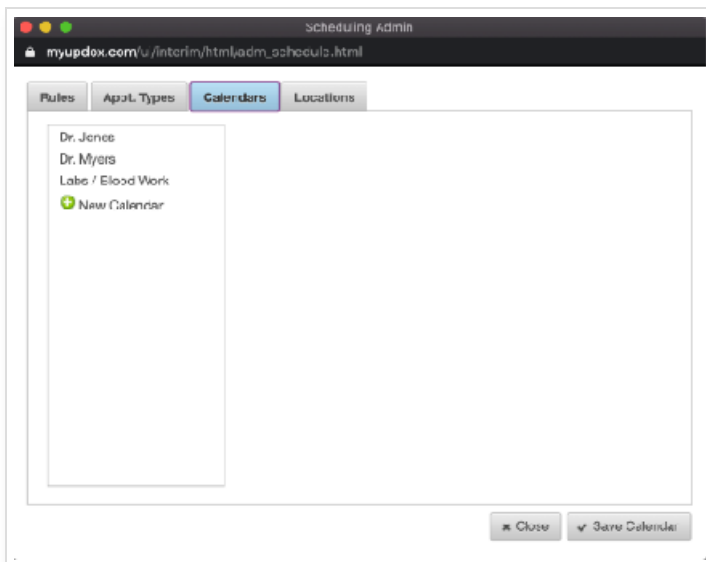 Scheduling Admin
myupdox.com/ui/interim/html/adm_schedule.html
Rules Appt. Types Calendars Locations
Dr. Jones
Dr. Myers
Labs / Blood Work
New Calendar
Close Save Calendar